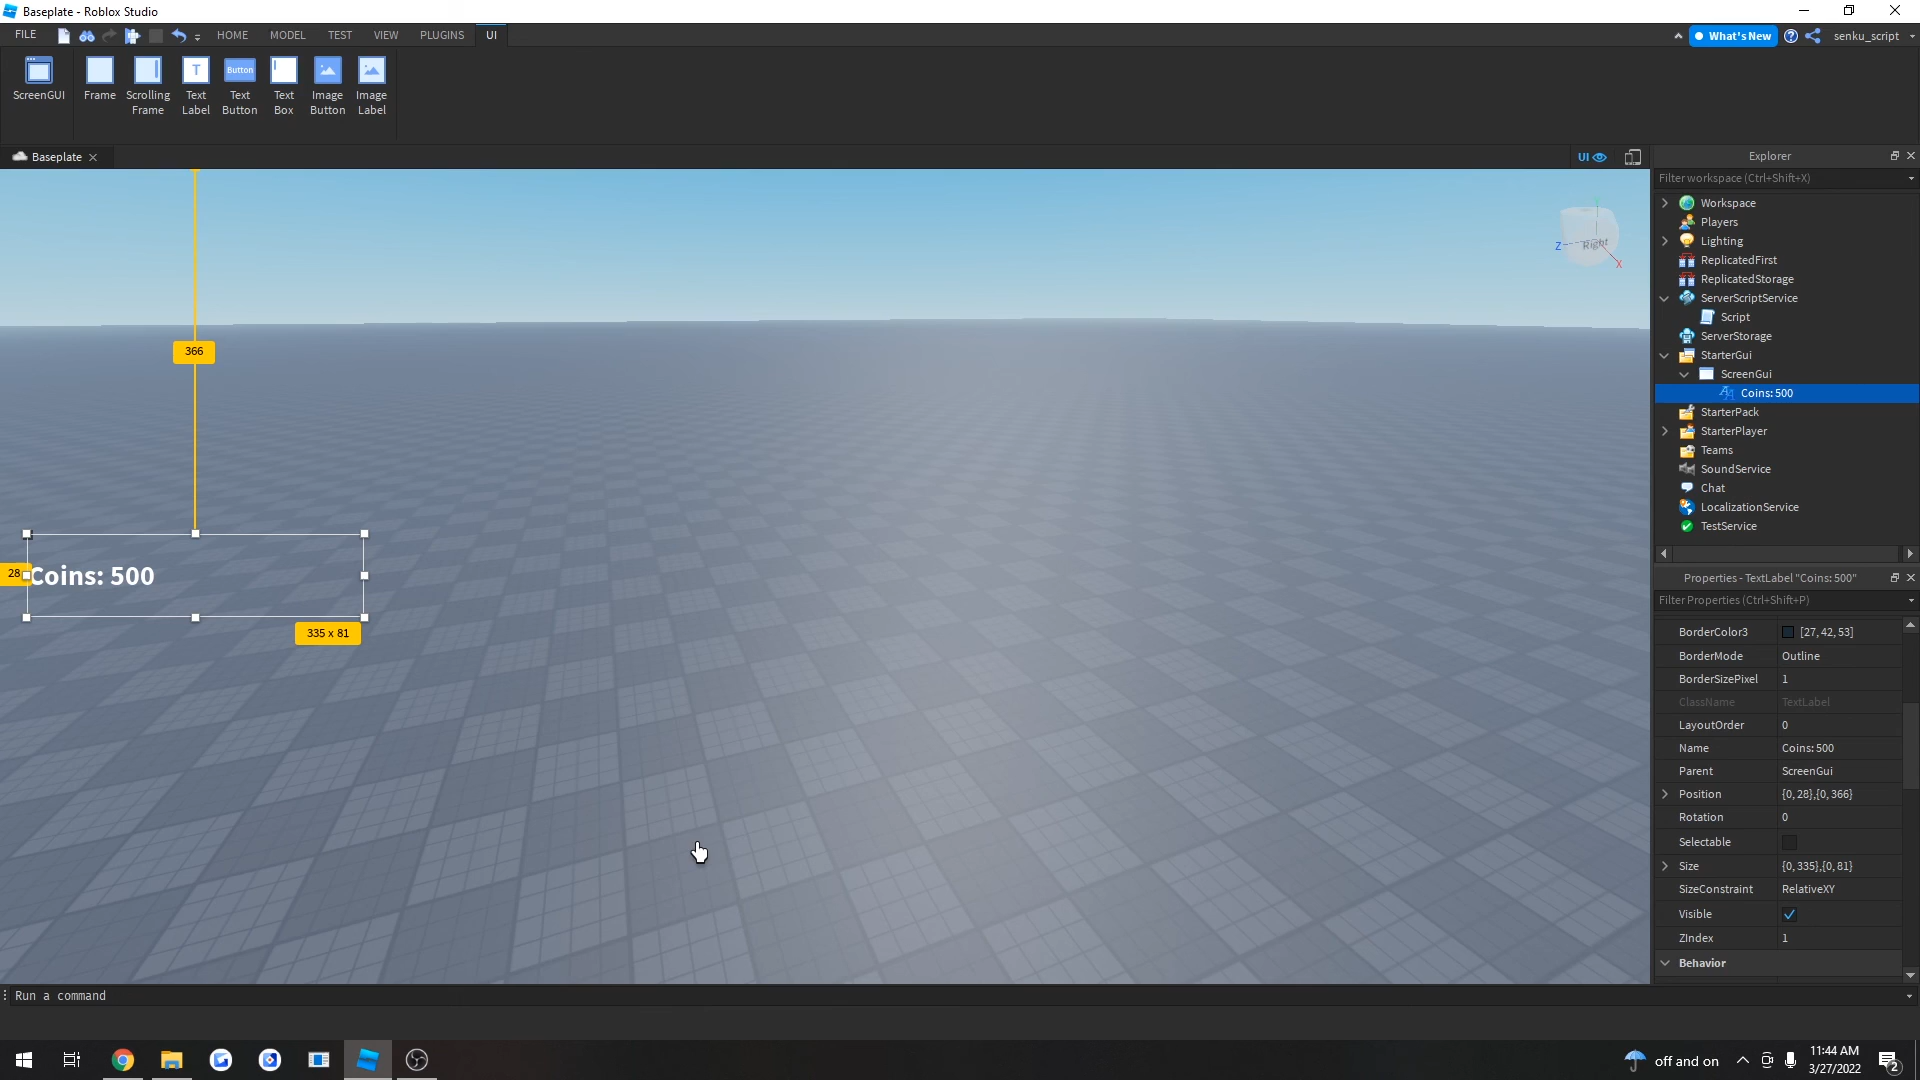 Baseplate - Roblox Studio
FILE
HOME
MODEL
TEST
VIEW
PLUGINS
UI
What's New
senku_script
ScreenGUI
Frame
Scrolling
Frame
T
Text
Label
Button
Text
Button
Text
Box
Image
Button
Image
Label
Baseplate
UI
Explorer
Filter workspace (Ctrl+Shift+X)
Workspace
Players
Lighting
ReplicatedFirst
ReplicatedStorage
ServerScriptService
Script
ServerStorage
StarterGui
ScreenGui
Coins: 500
StarterPack
StarterPlayer
Teams
SoundService
Chat
LocalizationService
TestService
Z
Right
X
366
28
Coins: 500
335 x 81
Properties - TextLabel "Coins: 500"
Filter Properties (Ctrl+Shift+P)
BorderColor3 [27, 42, 53]
BorderMode Outline
BorderSizePixel 1
ClassName TextLabel
LayoutOrder 0
Name Coins: 500
Parent ScreenGui
Position {0, 28},{0, 366}
Rotation 0
Selectable
Size {0, 335},{0, 81}
SizeConstraint RelativeXY
Visible
ZIndex 1
Behavior
Run a command
off and on
11:44 AM
3/27/2022
2